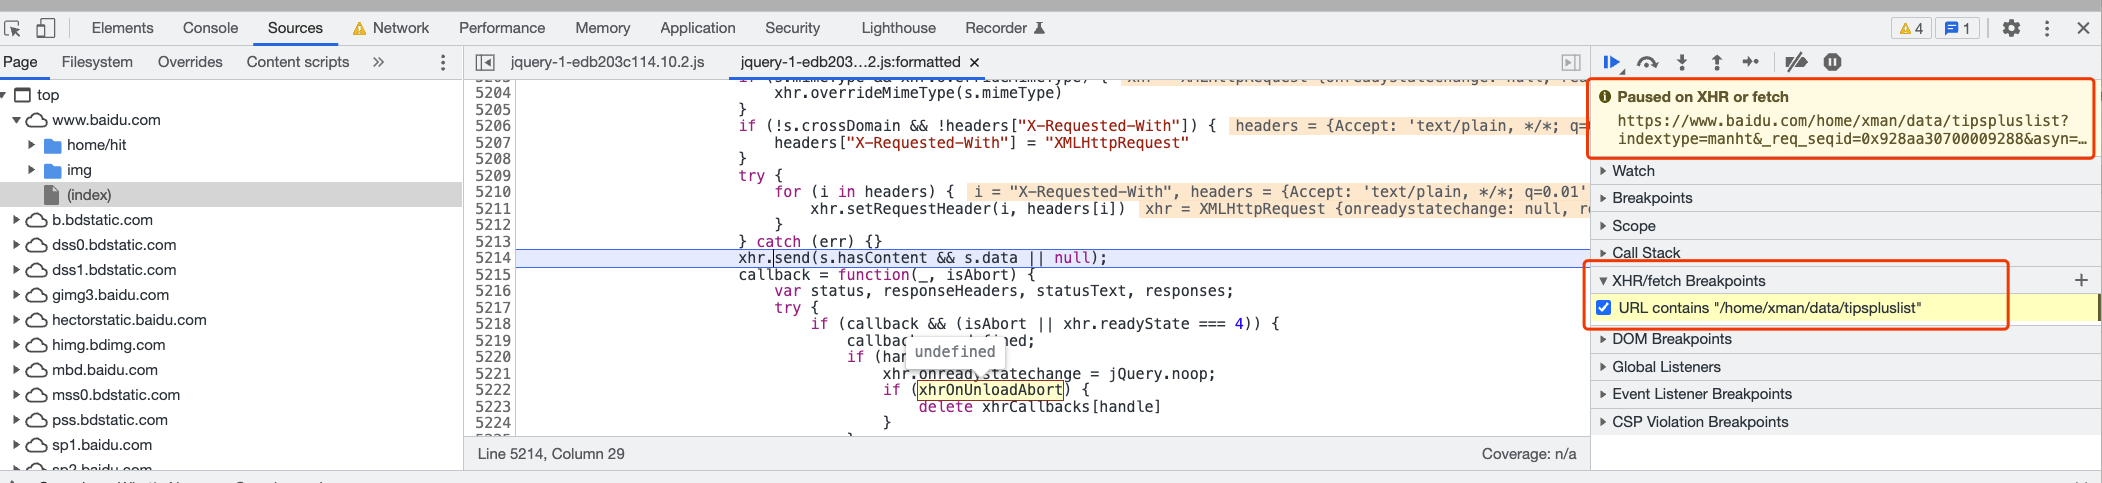 Elements Console Sources Network Performance Memory Application Security Lighthouse Recorder 4 1
Page Filesystem Overrides Content scripts »
jquery-1-edb203c114.10.2.js jquery-1-edb203…2.js:formatted ×
top
www.baidu.com
home/hit
img
(index)
b.bdstatic.com
dss0.bdstatic.com
dss1.bdstatic.com
gimg3.baidu.com
hectorstatic.baidu.com
himg.bdimg.com
mbd.baidu.com
mss0.bdstatic.com
pss.bdstatic.com
sp1.baidu.com
sp2.baidu.com
5204 xhr.overrideMimeType(s.mimeType)
5205 }
5206 if (!s.crossDomain && !headers["X-Requested-With"]) { headers = {Accept: 'text/plain, */*; q=
5207 headers["X-Requested-With"] = "XMLHttpRequest"
5208 }
5209 try {
5210 for (i in headers) { i = "X-Requested-With", headers = {Accept: 'text/plain, */*; q=0.01'
5211 xhr.setRequestHeader(i, headers[i]) xhr = XMLHttpRequest {onreadystatechange: null, re
5212 }
5213 } catch (err) {}
5214 xhr.send(s.hasContent && s.data || null);
5215 callback = function(_, isAbort) {
5216 var status, responseHeaders, statusText, responses;
5217 try {
5218 if (callback && (isAbort || xhr.readyState === 4)) {
5219 callba ned;
undefined
5220 if (han
5221 xhr.onreadystatechange = jQuery.noop;
5222 if (xhrOnUnloadAbort) {
5223 delete xhrCallbacks[handle]
5224 }
Line 5214, Column 29 Coverage: n/a
Paused on XHR or fetch
https://www.baidu.com/home/xman/data/tipspluslist?
indextype=manht&_req_seqid=0x928aa30700009288&asyn=…
Watch
Breakpoints
Scope
Call Stack
XHR/fetch Breakpoints +
URL contains "/home/xman/data/tipspluslist"
DOM Breakpoints
Global Listeners
Event Listener Breakpoints
CSP Violation Breakpoints